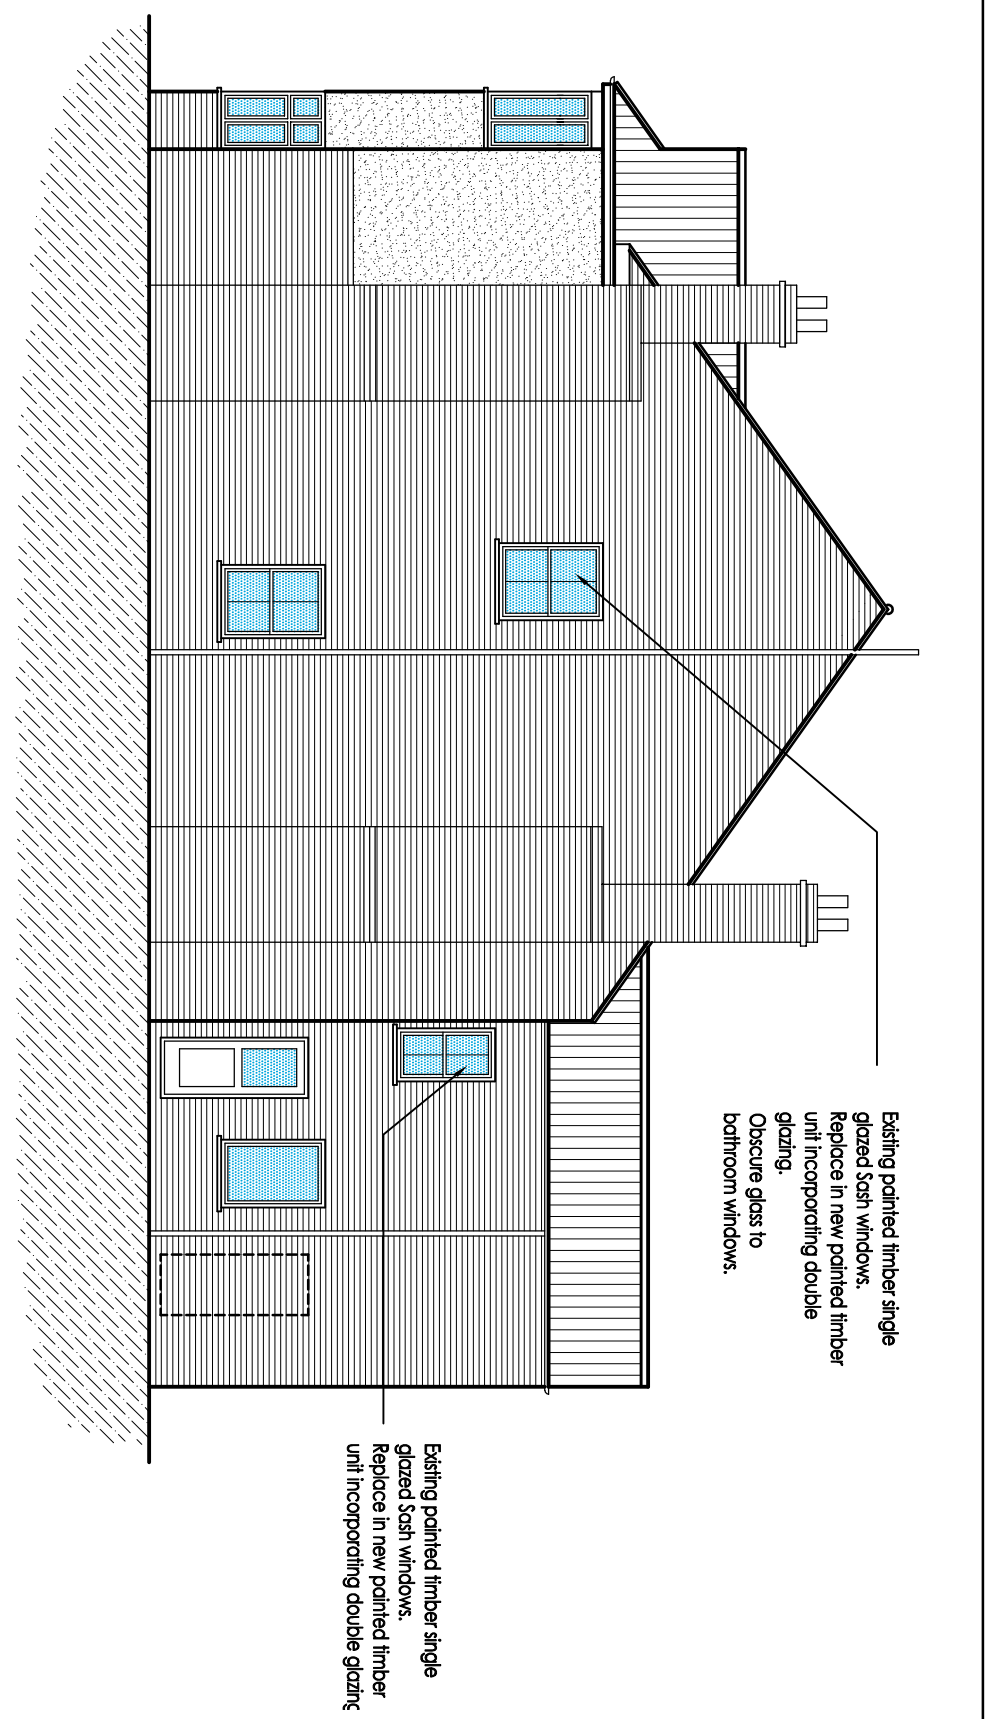 Existing painted timber single
glazed Sash windows.
Replace in new painted timber
unit incorporating double
glazing.
Obscure glass to
bathroom windows.
Existing painted timber single
glazed Sash windows.
Replace in new painted timber
unit incorporating double glazing